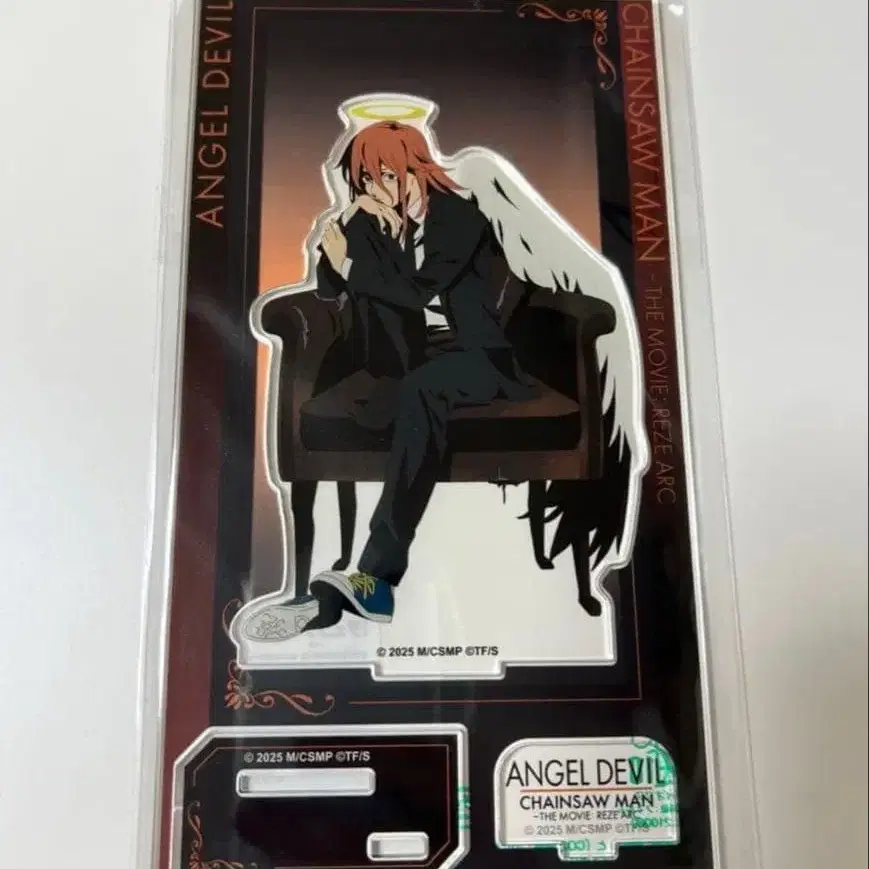 ANGEL DEVIL
CHAINSAW MAN
- THE MOVIE: REZE ARC
© 2025 M/CSMP ©TF/S
© 2025 M/CSMP ©TF/S
ANGEL DEVIL
CHAINSAW MAN
-THE MOVIE: REZE ARC-
© 2025 M/CSMP ©TF/S